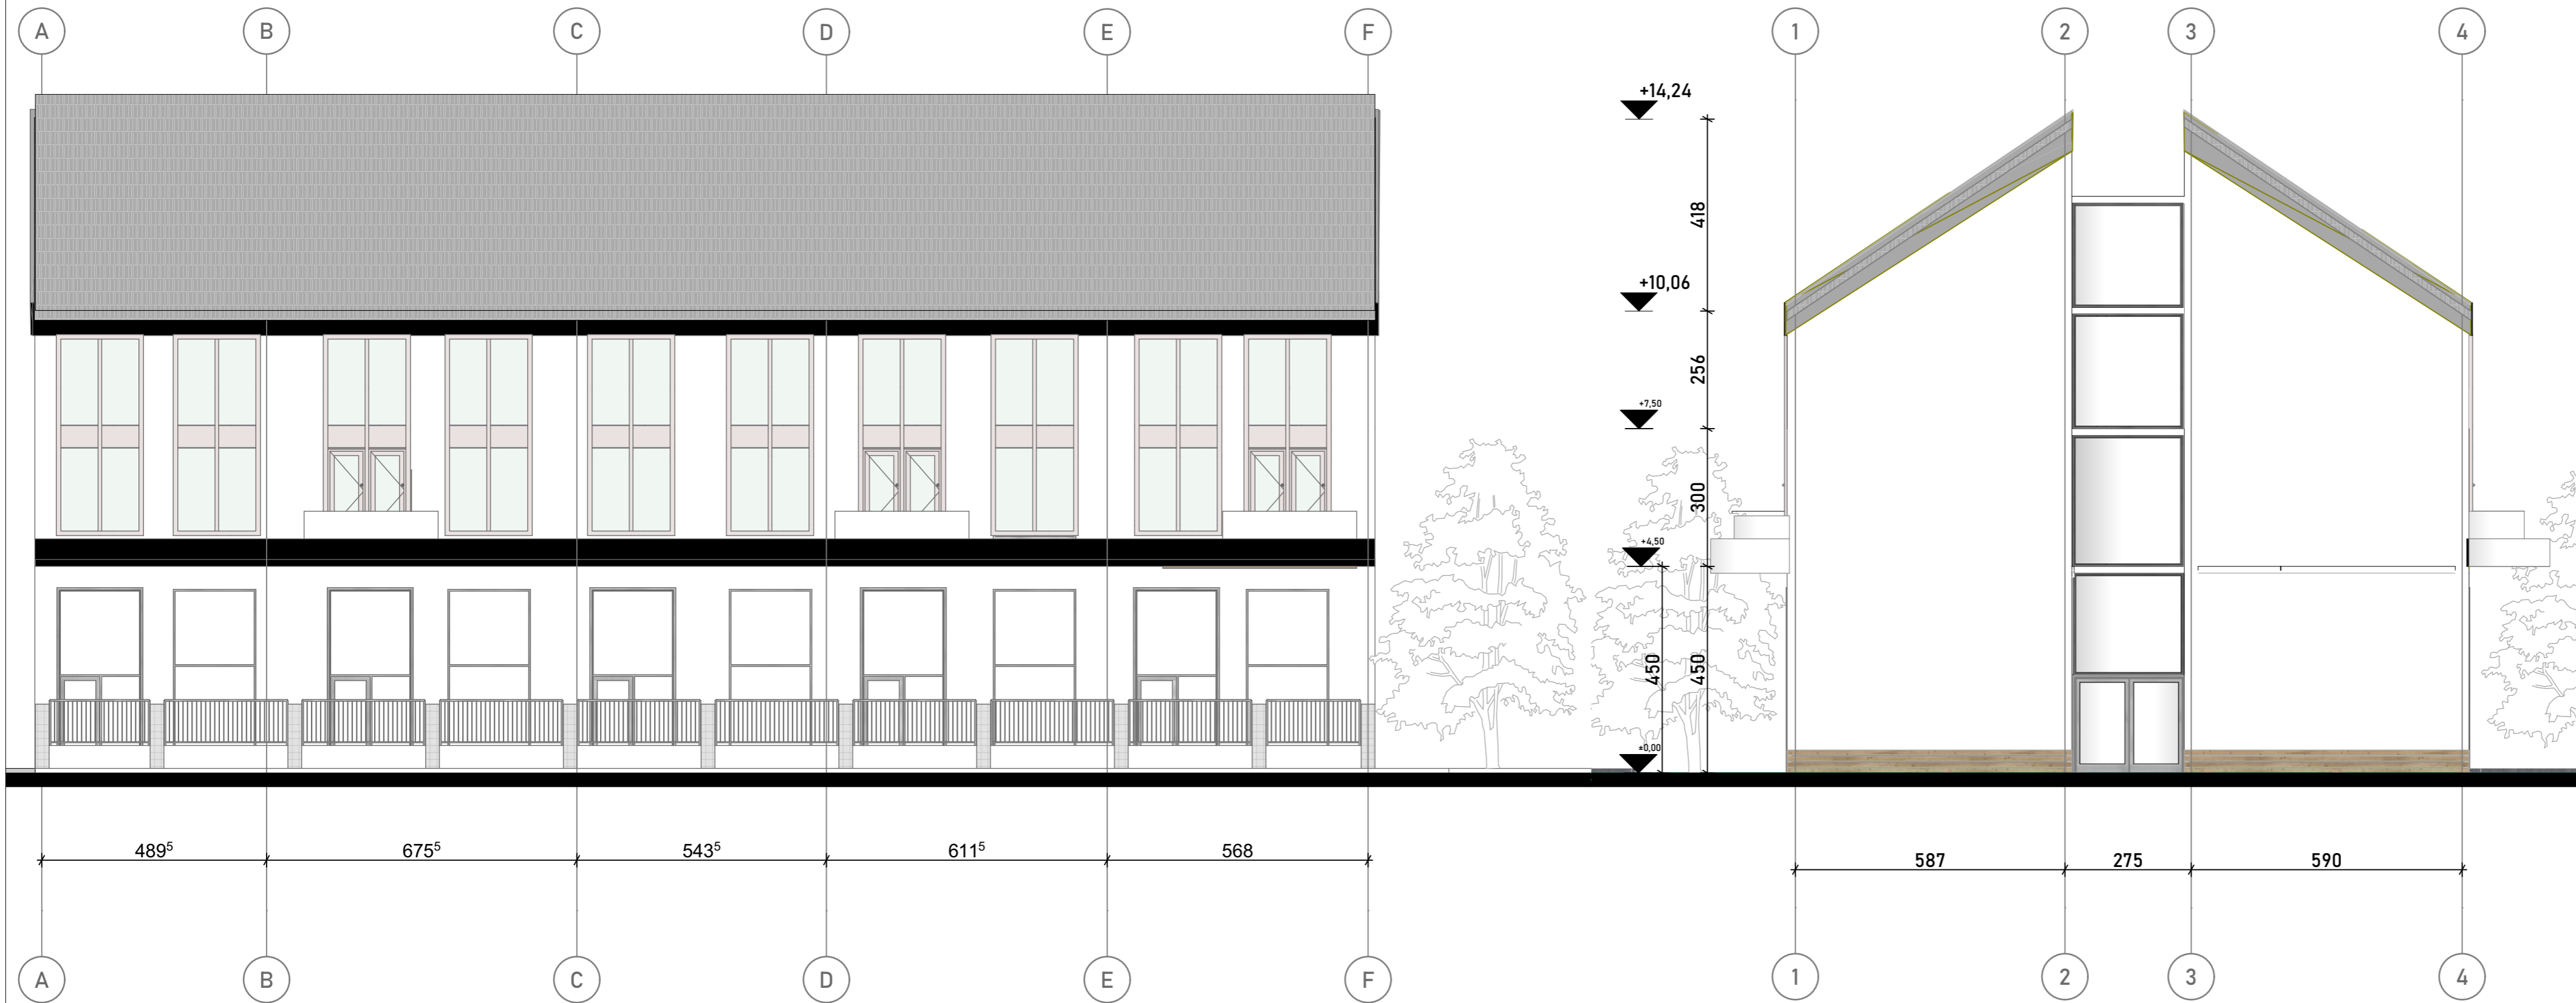 A B C D E F 1 2 3 4
+14,24
418
+10,06
256
+7,50
300
+4,50
450 450
±0,00
489⁵ 675⁵ 543⁵ 611⁵ 568
587 275 590
A B C D E F 1 2 3 4